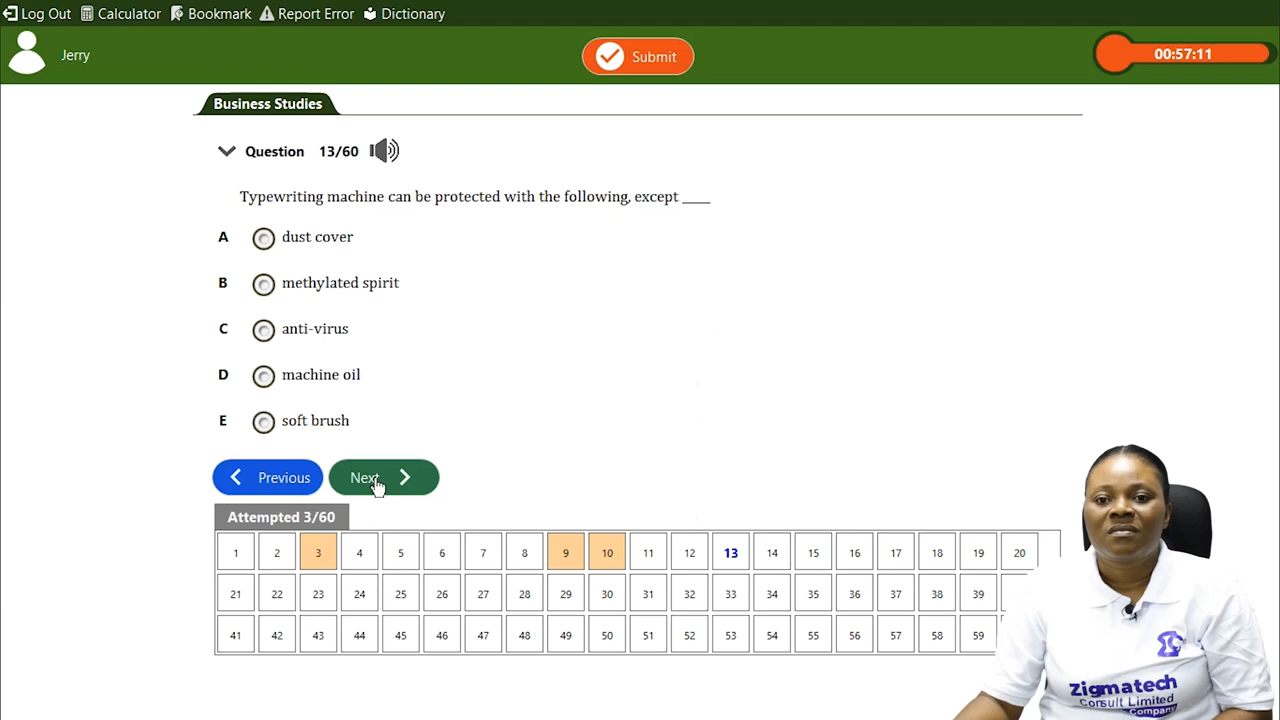 Log Out Calculator Bookmark Report Error Dictionary
Jerry
Submit
00:57:11
Business Studies
Question 13/60
Typewriting machine can be protected with the following, except ____
A dust cover
B methylated spirit
C anti-virus
D machine oil
E soft brush
Previous Next
Attempted 3/60
1 2 3 4 5 6 7 8 9 10 11 12 13 14 15 16 17 18 19 20
21 22 23 24 25 26 27 28 29 30 31 32 33 34 35 36 37 38 39
41 42 43 44 45 46 47 48 49 50 51 52 53 54 55 56 57 58 59
Zigmatech
Consult Limited
Company